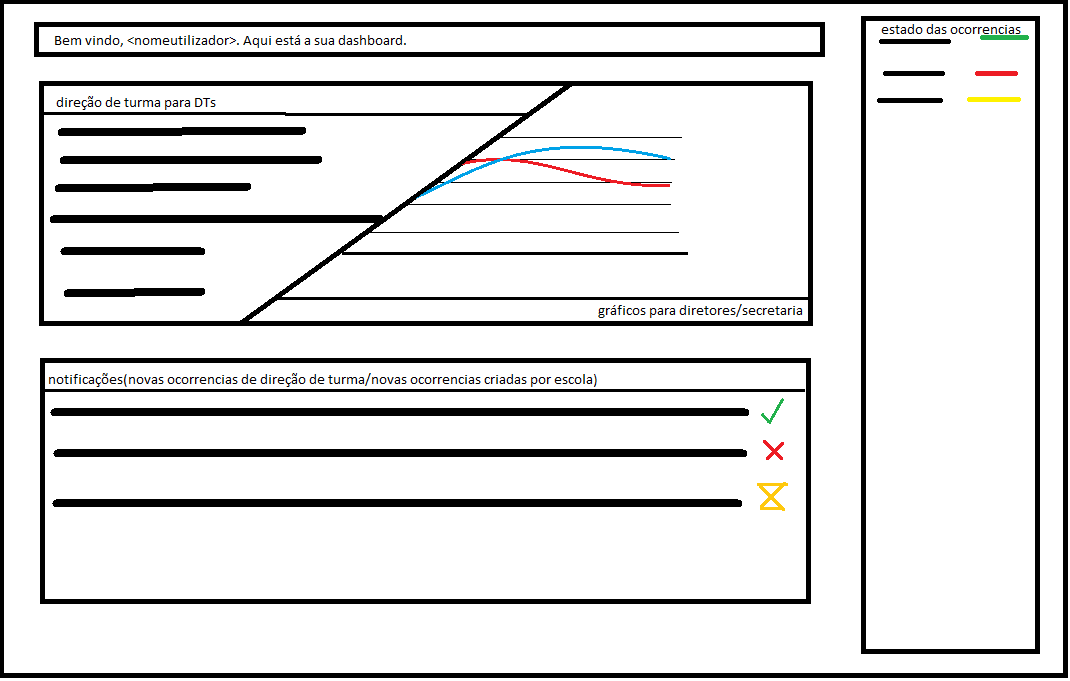 Bem vindo, <nomeutilizador>. Aqui está a sua dashboard.
estado das ocorrencias
direção de turma para DTs
gráficos para diretores/secretaria
notificações(novas ocorrencias de direção de turma/novas ocorrencias criadas por escola)